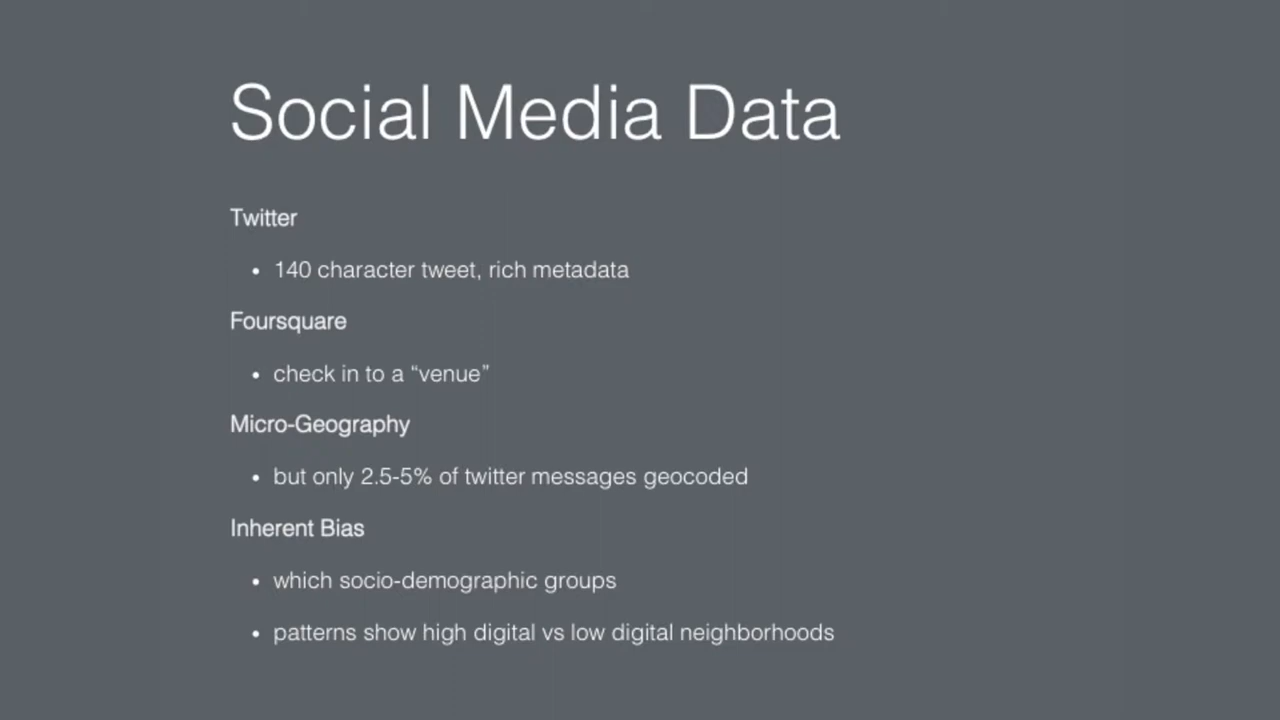 Social Media Data
Twitter
• 140 character tweet, rich metadata
Foursquare
• check in to a “venue”
Micro-Geography
• but only 2.5-5% of twitter messages geocoded
Inherent Bias
• which socio-demographic groups
• patterns show high digital vs low digital neighborhoods